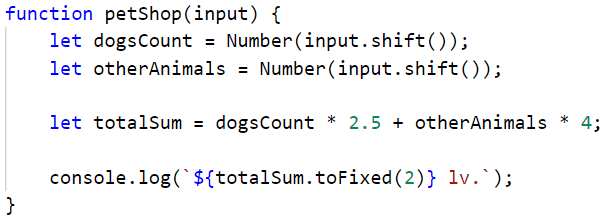 function petShop(input) {
    let dogsCount = Number(input.shift());
    let otherAnimals = Number(input.shift());

    let totalSum = dogsCount * 2.5 + otherAnimals * 4;

    console.log(`${totalSum.toFixed(2)} lv.`);
}